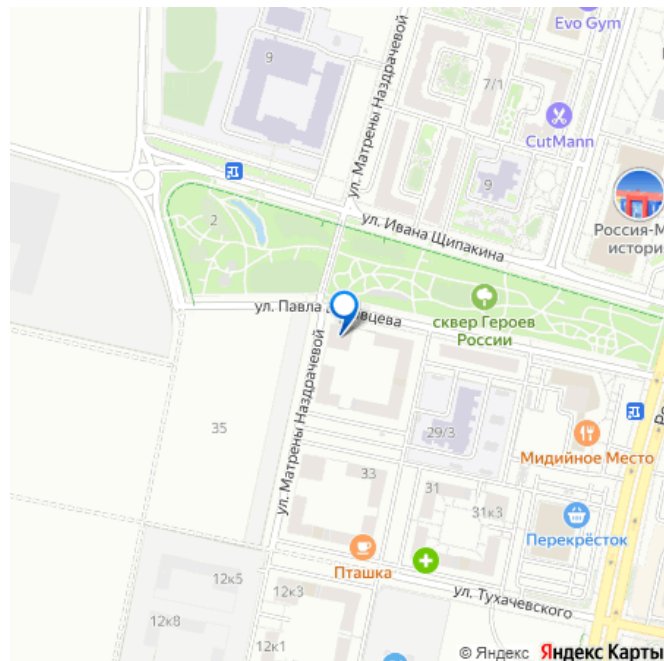 Evo Gym
9
7/1
CutMann
ул. Матрены Наздрачевой
9
ул. Ивана Щипакина
Россия-М
истори
2
ул. Павла
вцева
сквер Героев
России
ул. Матрены Наздрачевой
35
29/3
Мидийное Место
33
31
31к3
Перекрёсток
Пташка
12к5
12к3
ул. Тухачевского
12к8
12к1
© Яндекс Яндекс Карты